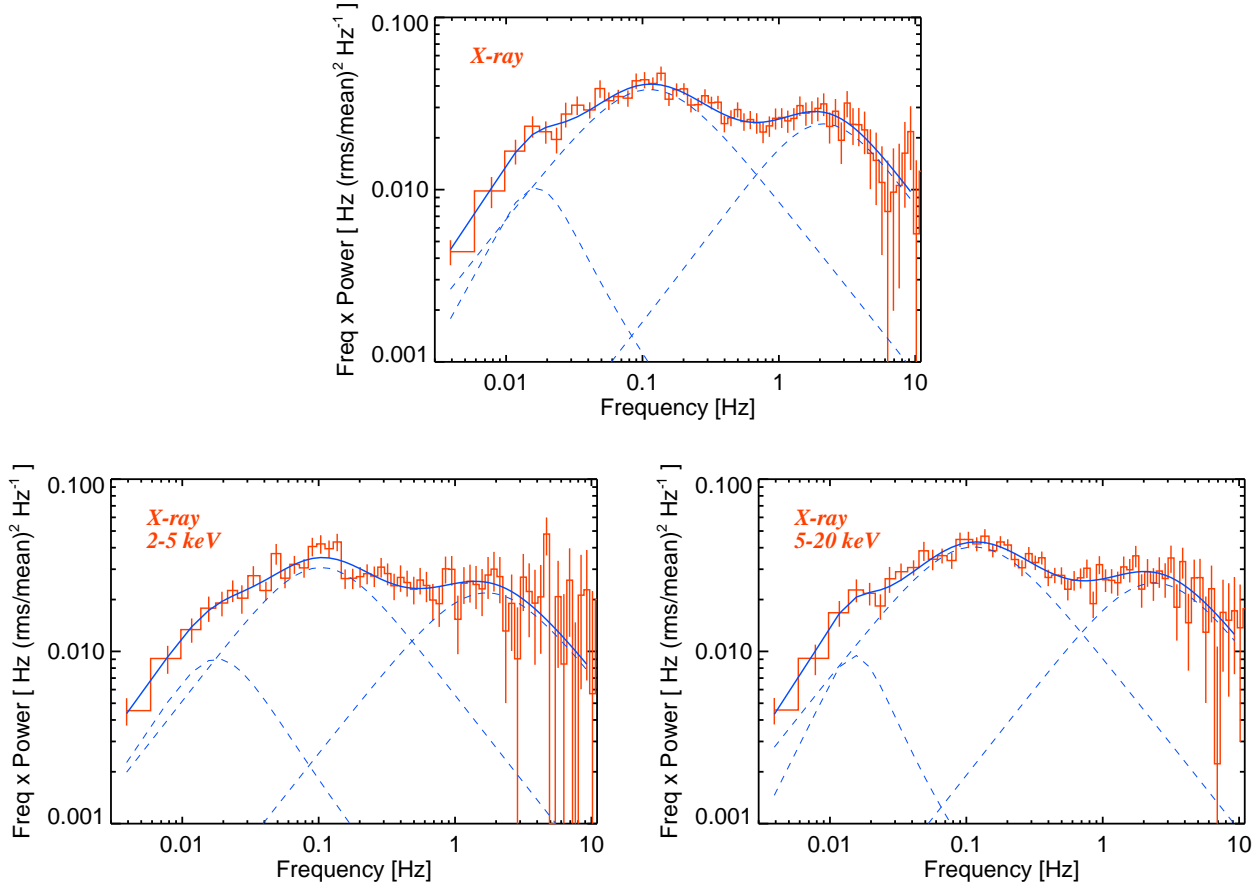 X-ray
Freq x Power [ Hz (rms/mean)² Hz⁻¹ ]
0.100
0.010
0.001
0.01 0.1 1 10
Frequency [Hz]
X-ray
2-5 keV
Freq x Power [ Hz (rms/mean)² Hz⁻¹ ]
0.100
0.010
0.001
0.01 0.1 1 10
Frequency [Hz]
X-ray
5-20 keV
Freq x Power [ Hz (rms/mean)² Hz⁻¹ ]
0.100
0.010
0.001
0.01 0.1 1 10
Frequency [Hz]